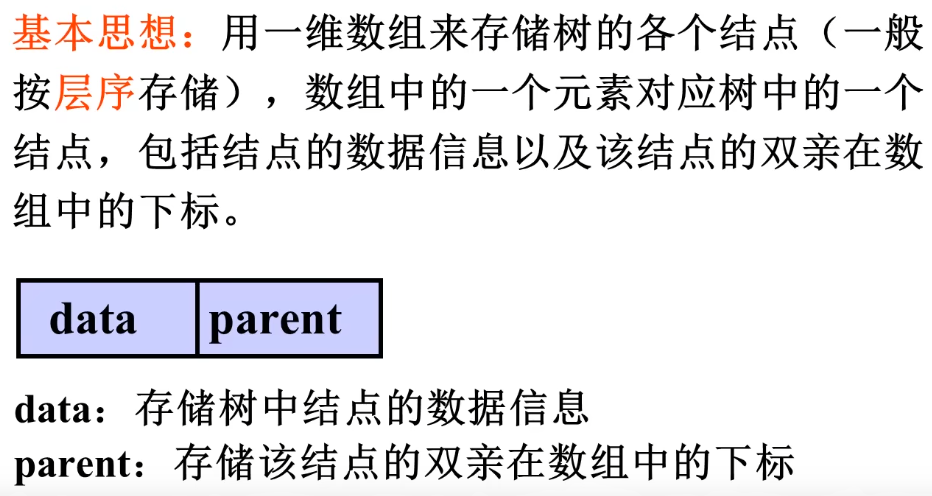 基本思想：用一维数组来存储树的各个结点（一般
按层序存储），数组中的一个元素对应树中的一个
结点，包括结点的数据信息以及该结点的双亲在数
组中的下标。
data parent
data：存储树中结点的数据信息
parent：存储该结点的双亲在数组中的下标